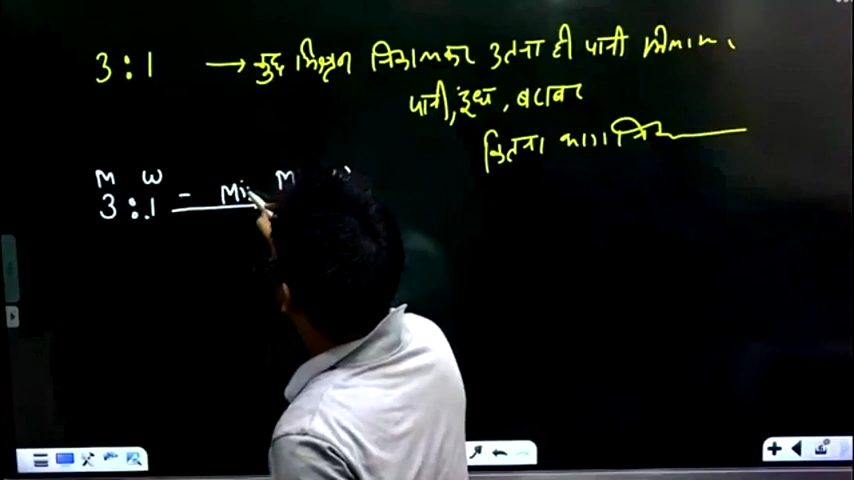 3:1 → कुछ मिश्रण निकालकर उतना ही पानी मिलाया,
पानी, दूध, बराबर
कितना भाग
M W M
3:1 - Mi